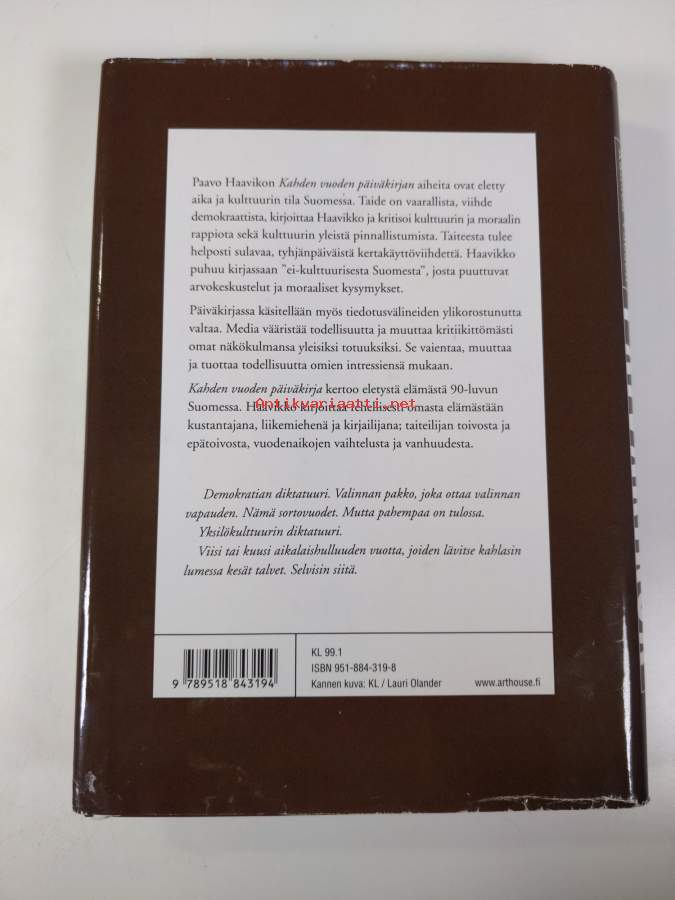 Paavo Haavikon Kahden vuoden päiväkirjan aiheita ovat eletty
aika ja kulttuurin tila Suomessa. Taide on vaarallista, viihde
demokraattista, kirjoittaa Haavikko ja kritisoi kulttuurin ja moraalin
rappiota sekä kulttuurin yleistä pinnallistumista. Taiteesta tulee
helposti sulavaa, tyhjänpäiväistä kertakäyttöviihdettä. Haavikko
puhuu kirjassaan "ei-kulttuurisesta Suomesta", josta puuttuvat
arvokeskustelut ja moraaliset kysymykset.
Päiväkirjassa käsitellään myös tiedotusvälineiden ylikorostunutta
valtaa. Media vääristää todellisuutta ja muuttaa kritiikittömästi
omat näkökulmansa yleisiksi totuuksiksi. Se vaientaa, muuttaa
ja tuottaa todellisuutta omien intressiensä mukaan.
Kahden vuoden päiväkirja kertoo eletystä elämästä 90-luvun
Antikvariaatti.net
Suomessa. Haavikko kirjoittaa rehellisesti omasta elämästään
kustantajana, liikemiehenä ja kirjailijana; taiteilijan toivosta ja
epätoivosta, vuodenaikojen vaihtelusta ja vanhuudesta.
Demokratian diktatuuri. Valinnan pakko, joka ottaa valinnan
vapauden. Nämä sortovuodet. Mutta pahempaa on tulossa.
Yksilökulttuurin diktatuuri.
Viisi tai kuusi aikalaishulluuden vuotta, joiden lävitse kahlasin
lumessa kesät talvet. Selvisin siitä.
KL 99.1
ISBN 951-884-319-8
Kannen kuva: KL / Lauri Olander
www.arthouse.fi
9 789518 843194